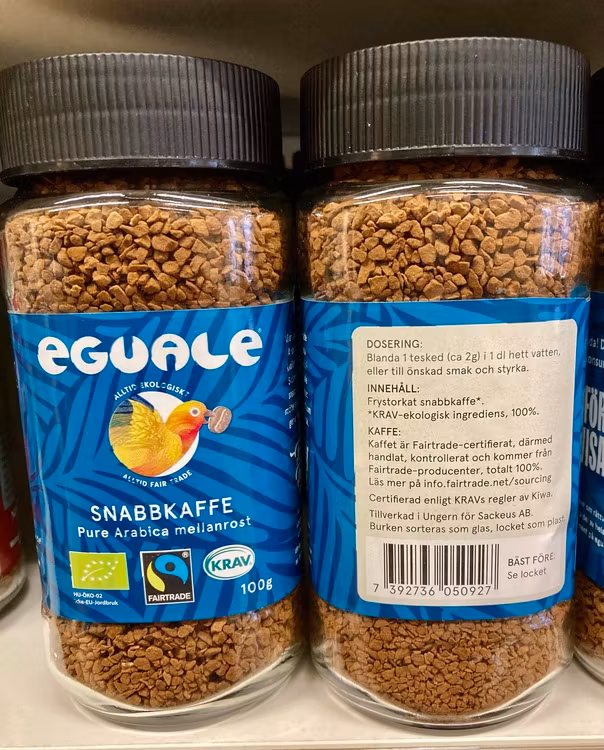 eGUALe
ALLTID EKOLOGISKT
ALLTID FAIR TRADE
SNABBKAFFE
Pure Arabica mellanrost
HU-ÖKO-02
Icke-EU-Jordbruk
FAIRTRADE
KRAV
100g
DOSERING:
Blanda 1 tesked (ca 2g) i 1 dl hett vatten,
eller till önskad smak och styrka.
INNEHÅLL:
Frystorkat snabbkaffe*.
*KRAV-ekologisk ingrediens, 100%.
KAFFE:
Kaffet är Fairtrade-certifierat, därmed
handlat, kontrollerat och kommer från
Fairtrade-producenter, totalt 100%.
Läs mer på info.fairtrade.net/sourcing
Certifierad enligt KRAVs regler av Kiwa.
Tillverkad i Ungern för Sackeus AB.
Burken sorteras som glas, locket som plast
BÄST FÖRE:
Se locket
7 392736 050927